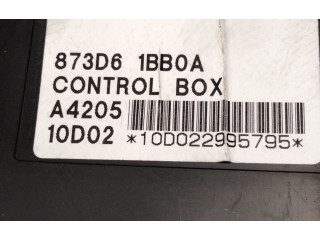 873D6 1BB0A
CONTROL BOX
A4205
10D02 *10D022995795*